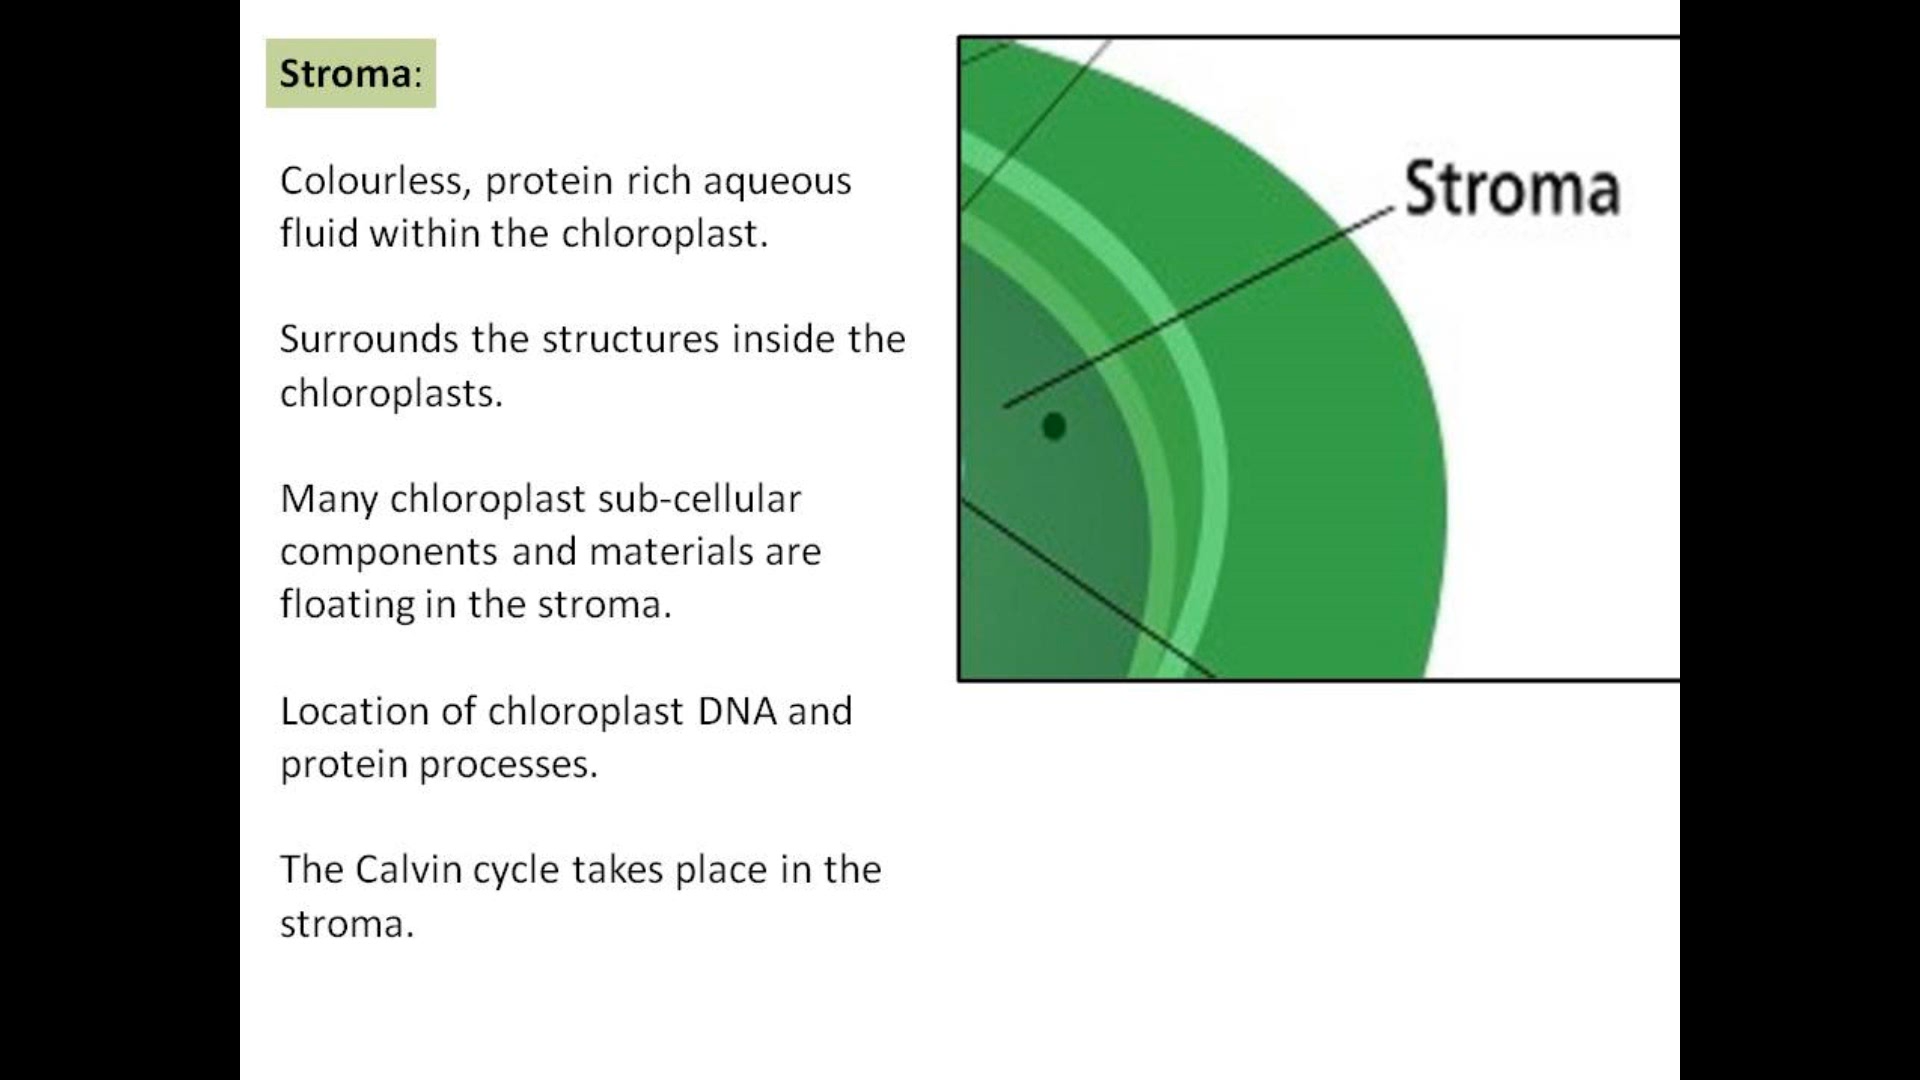 Stroma:
Colourless, protein rich aqueous
fluid within the chloroplast.
Surrounds the structures inside the
chloroplasts.
Many chloroplast sub-cellular
components and materials are
floating in the stroma.
Location of chloroplast DNA and
protein processes.
The Calvin cycle takes place in the
stroma.
Stroma